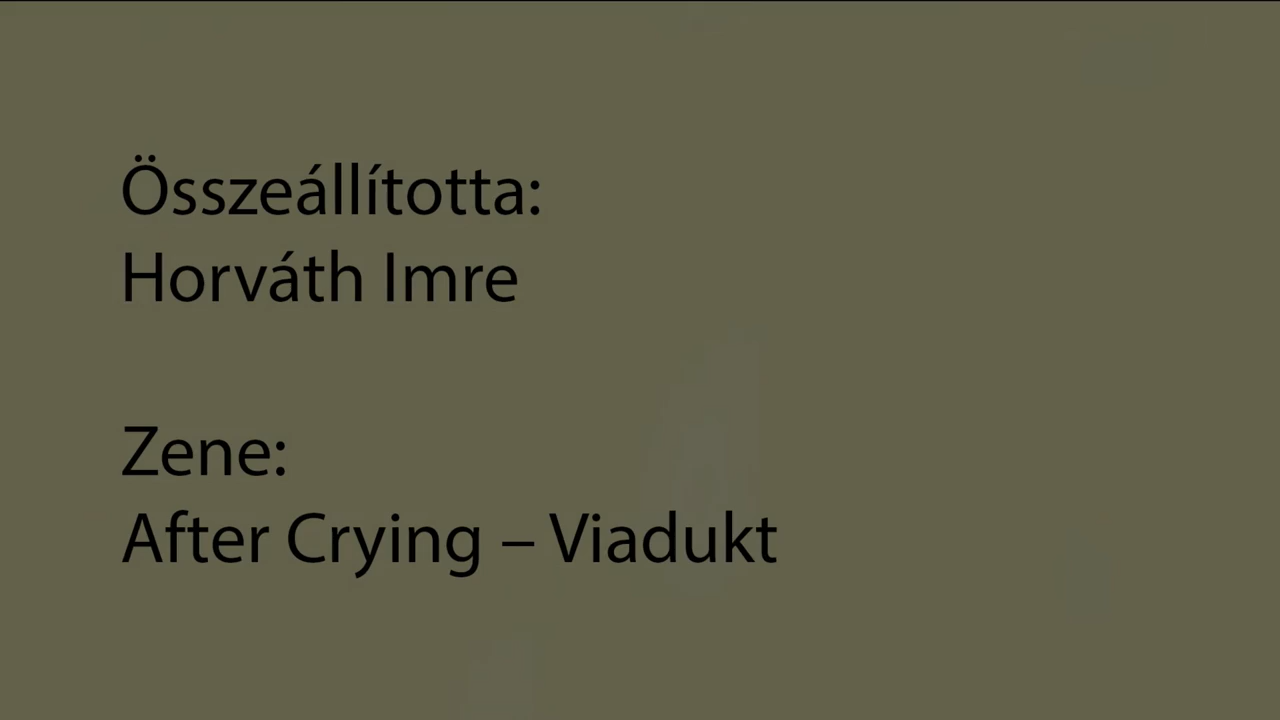 Összeállította:
Horváth Imre
Zene:
After Crying – Viadukt